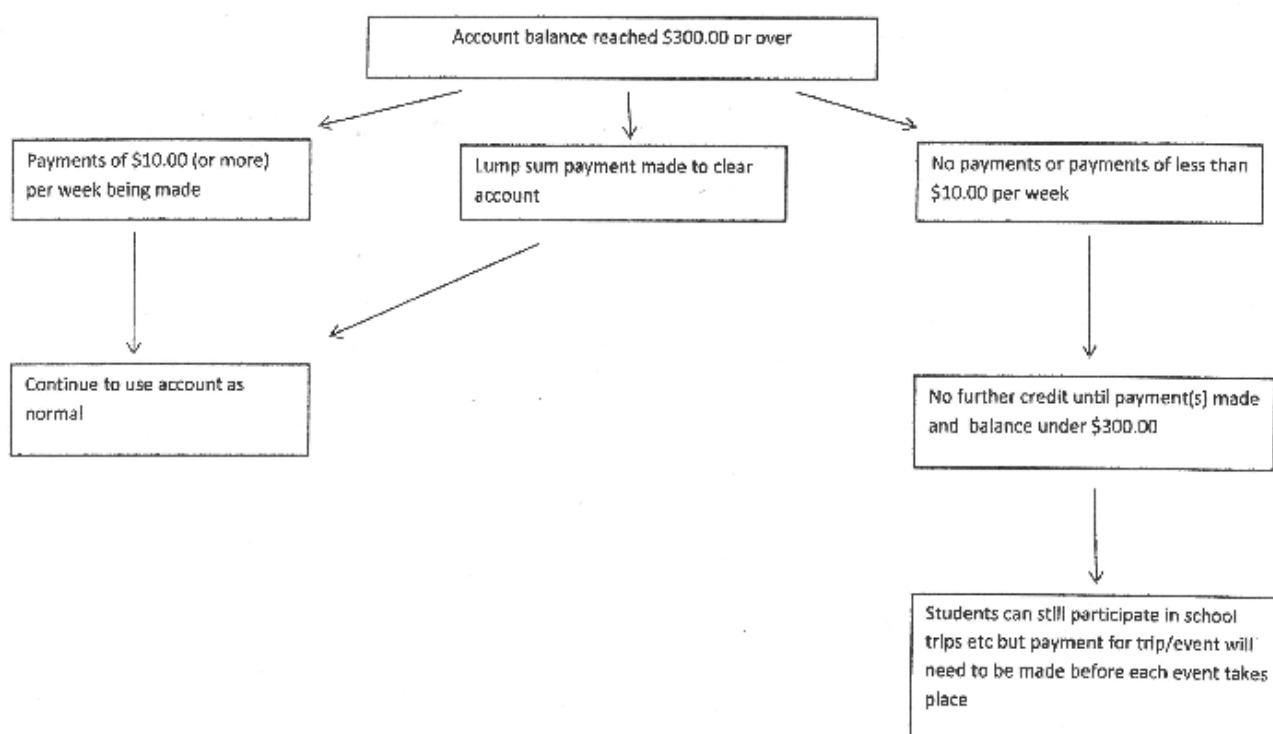 Account balance reached $300.00 or over
Payments of $10.00 (or more)
per week being made
Lump sum payment made to clear
account
No payments or payments of less than
$10.00 per week
Continue to use account as
normal
No further credit until payment(s] made
and balance under $300.00
Students can still participate in school
trips etc but payment for trip/event will
need to be made before each event takes
place